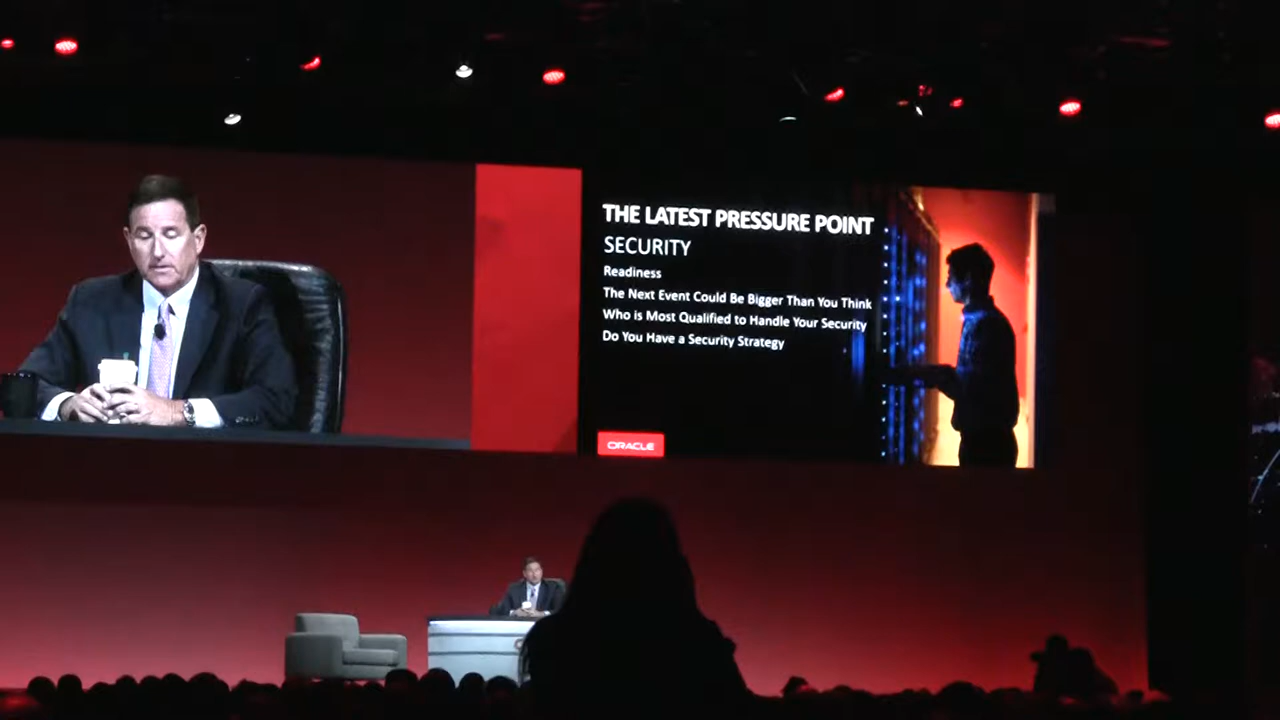 THE LATEST PRESSURE POINT
SECURITY
Readiness
The Next Event Could Be Bigger Than You Think
Who is Most Qualified to Handle Your Security
Do You Have a Security Strategy
ORACLE